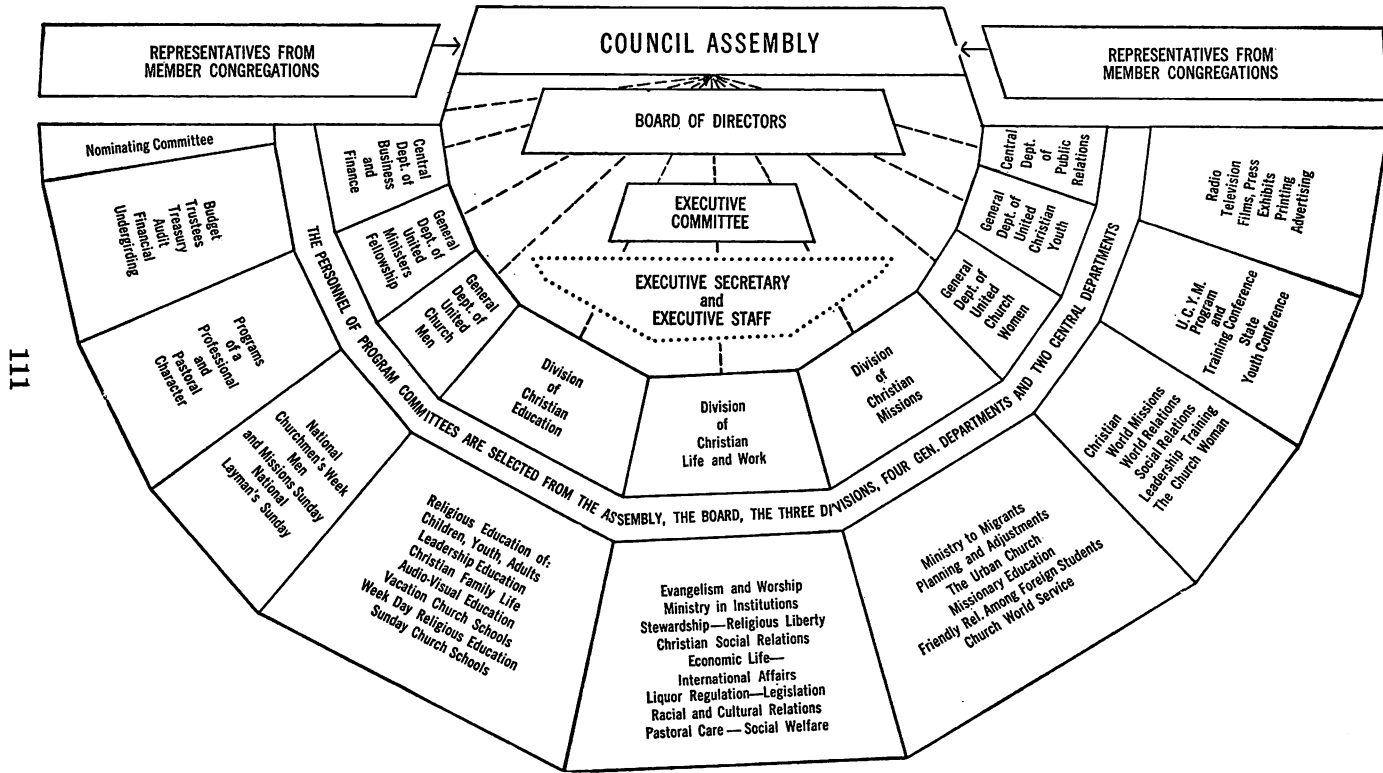 COUNCIL ASSEMBLY
REPRESENTATIVES FROM
MEMBER CONGREGATIONS
REPRESENTATIVES FROM
MEMBER CONGREGATIONS
BOARD OF DIRECTORS
EXECUTIVE
COMMITTEE
EXECUTIVE SECRETARY
and
EXECUTIVE STAFF
Central
Dept. of
Business
and
Finance
General
Dept. of
United
Ministers
Fellowship
General
Dept. of
United
Church
Men
Division
of
Christian
Education
Division
of
Christian
Life and Work
Division
of
Christian
Missions
General
Dept. of
United
Church
Women
General
Dept. of
United
Christian
Youth
Central
Dept.
of
Public
Relations
THE PERSONNEL OF PROGRAM COMMITTEES ARE SELECTED FROM THE ASSEMBLY, THE BOARD, THE THREE DIVISIONS, FOUR GEN. DEPARTMENTS AND TWO CENTRAL DEPARTMENTS
Nominating Committee
Budget
Trustees
Treasury
Audit
Financial
Undergirding
Programs
of a
Professional
and
Pastoral
Character
National
Churchmen's Week
Men
and Missions Sunday
National
Layman's Sunday
Religious Education of:
Children, Youth, Adults
Leadership Education
Christian Family Life
Audio-Visual Education
Vacation Church Schools
Week Day Religious Education
Sunday Church Schools
Evangelism and Worship
Ministry in Institutions
Stewardship—Religious Liberty
Christian Social Relations
Economic Life—
International Affairs
Liquor Regulation—Legislation
Racial and Cultural Relations
Pastoral Care — Social Welfare
Ministry to Migrants
Planning and Adjustments
The Urban Church
Missionary Education
Friendly Rel. Among Foreign Students
Church World Service
Christian
World Missions
World Relations
Social Relations
Leadership Training
The Church Woman
U.C.Y.M.
Program
and
Training Conference
State
Youth Conference
Radio
Television
Films, Press
Exhibits
Printing
Advertising
111